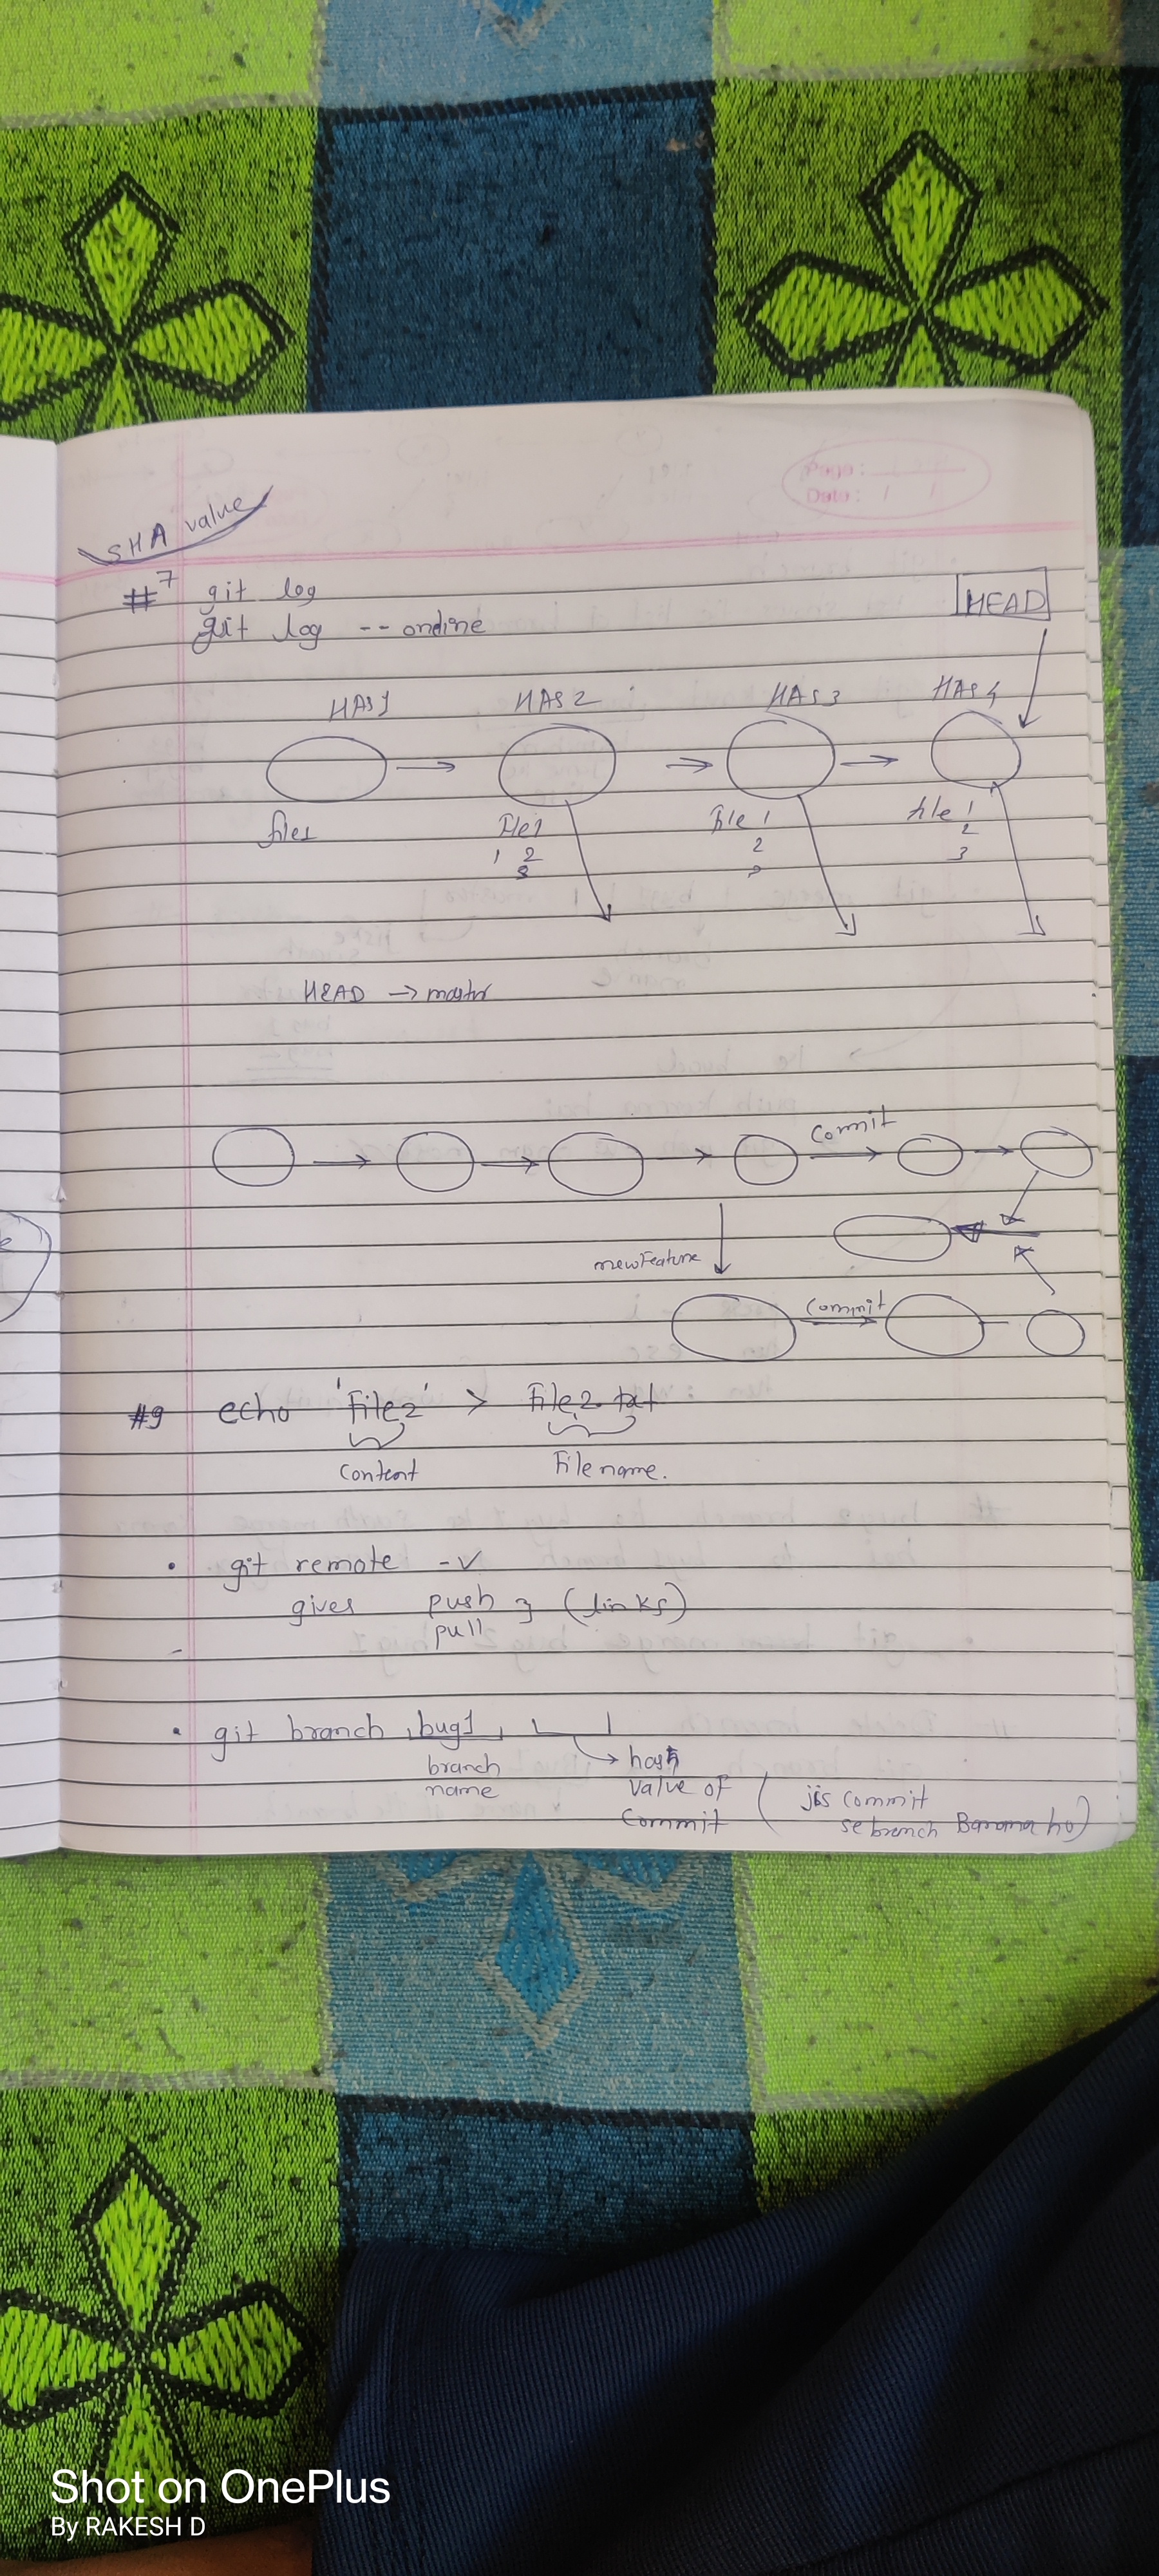 Page :
Date : / /
SHA value
#7 git log
git log -- ondine
HEAD
HAS1 HAS2 HAS3 HAS4
file1 file1 file 1 file 1
1 2 2 2
3 3 3
HEAD → master
commit
newFeature
commit
#9 echo 'File2' > File2.txt
content Filename.
• git remote -v
gives push } (links)
pull
• git branch bug1
branch → hash
name value of ( jis commit
commit se branch Banana ho)
Shot on OnePlus
By RAKESH D